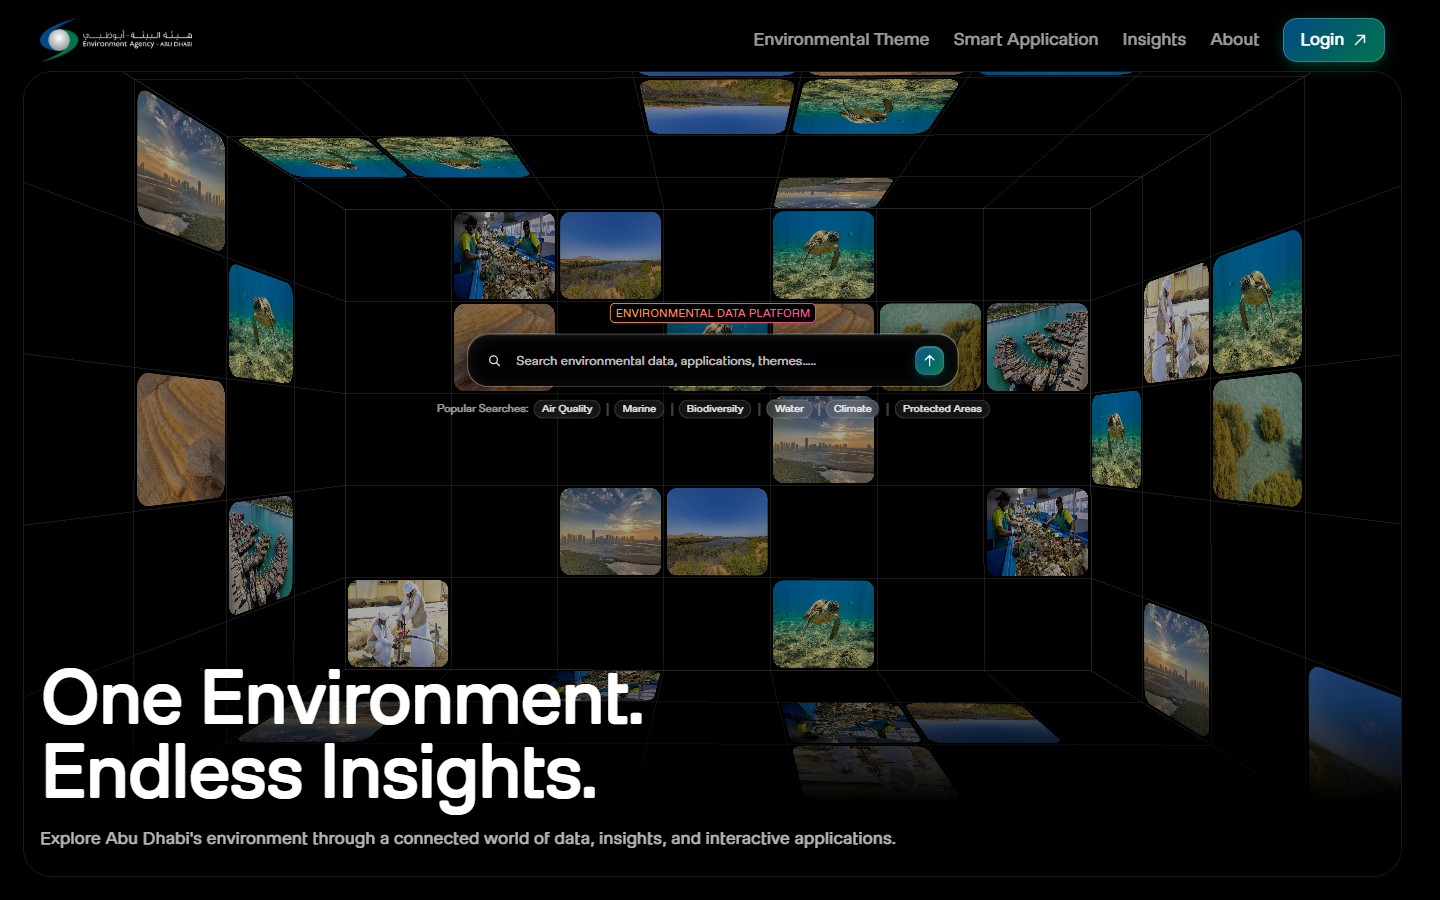 هيئة البيئة - أبوظبي
Environment Agency - ABU DHABI
Environmental Theme
Smart Application
Insights
About
Login
ENVIRONMENTAL DATA PLATFORM
Search environmental data, applications, themes.....
Popular Searches: Air Quality | Marine | Biodiversity | Water | Climate | Protected Areas
One Environment.
Endless Insights.
Explore Abu Dhabi's environment through a connected world of data, insights, and interactive applications.